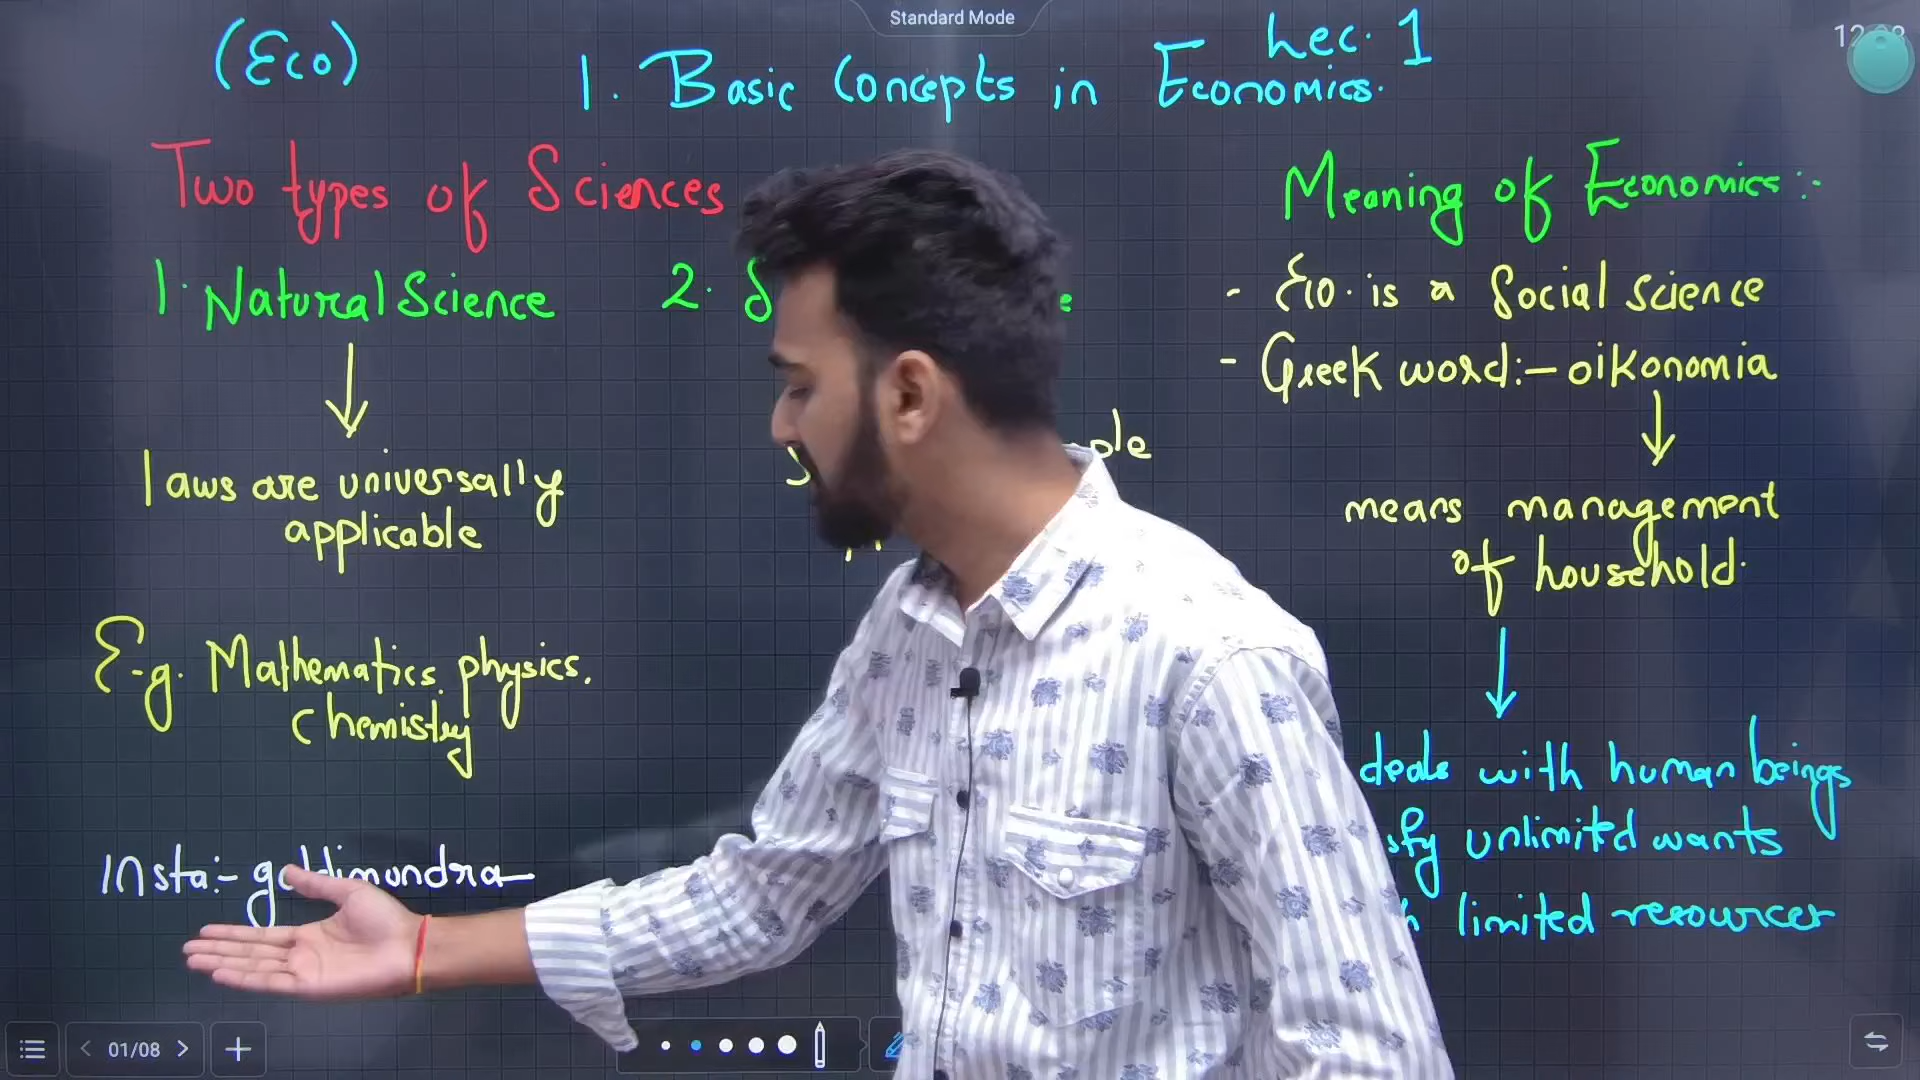 Standard Mode
(Eco)
Lec. 1
1. Basic Concepts in Economics.
Two types of Sciences
1. Natural Science
2.
laws are universally
applicable
E.g. Mathematics, physics,
Chemistry
Insta:-
Meaning of Economics:-
- Eco. is a Social science
- Greek word:- oikonomia
means management
of household.
deals with human beings
unlimited wants
limited resources
01/08